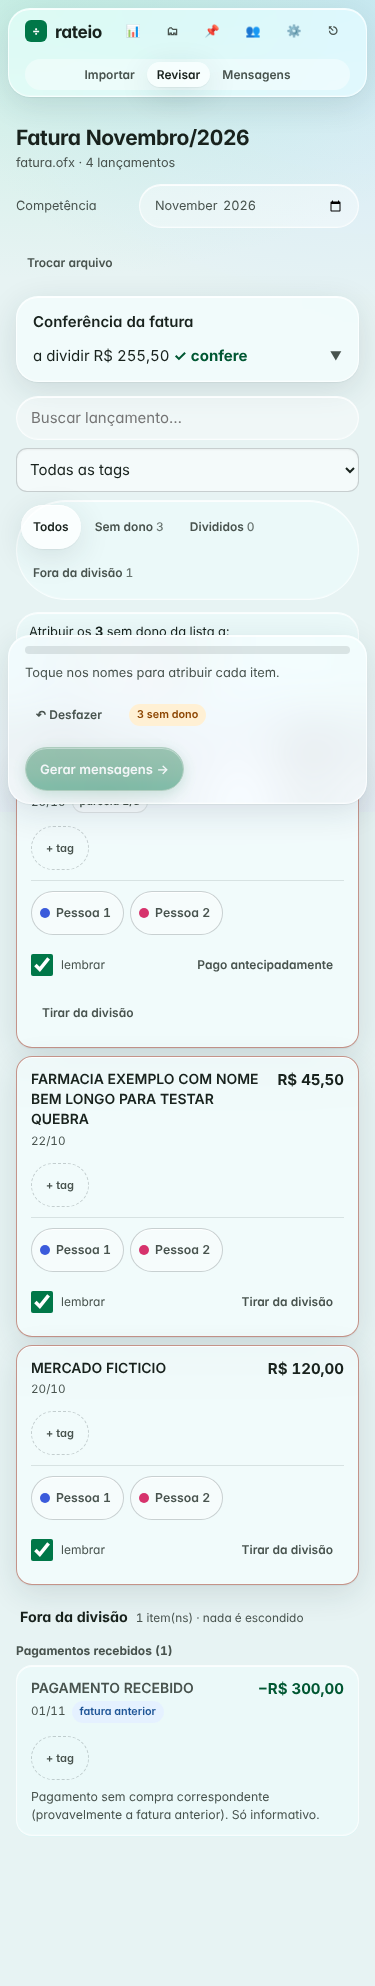 ÷ rateio
Importar Revisar Mensagens
Fatura Novembro/2026
fatura.ofx · 4 lançamentos
Competência November 2026
Trocar arquivo
Conferência da fatura
a dividir R$ 255,50 ✓ confere ▼
Buscar lançamento...
Todas as tags
Todos Sem dono 3 Divididos 0
Fora da divisão 1
Atribuir os 3 sem dono da lista a:
Toque nos nomes para atribuir cada item.
↶ Desfazer 3 sem dono
Gerar mensagens →
+ tag
Pessoa 1 Pessoa 2
lembrar Pago antecipadamente
Tirar da divisão
FARMACIA EXEMPLO COM NOME R$ 45,50
BEM LONGO PARA TESTAR
QUEBRA
22/10
+ tag
Pessoa 1 Pessoa 2
lembrar Tirar da divisão
MERCADO FICTICIO R$ 120,00
20/10
+ tag
Pessoa 1 Pessoa 2
lembrar Tirar da divisão
Fora da divisão 1 item(ns) · nada é escondido
Pagamentos recebidos (1)
PAGAMENTO RECEBIDO −R$ 300,00
01/11 fatura anterior
+ tag
Pagamento sem compra correspondente
(provavelmente a fatura anterior). Só informativo.